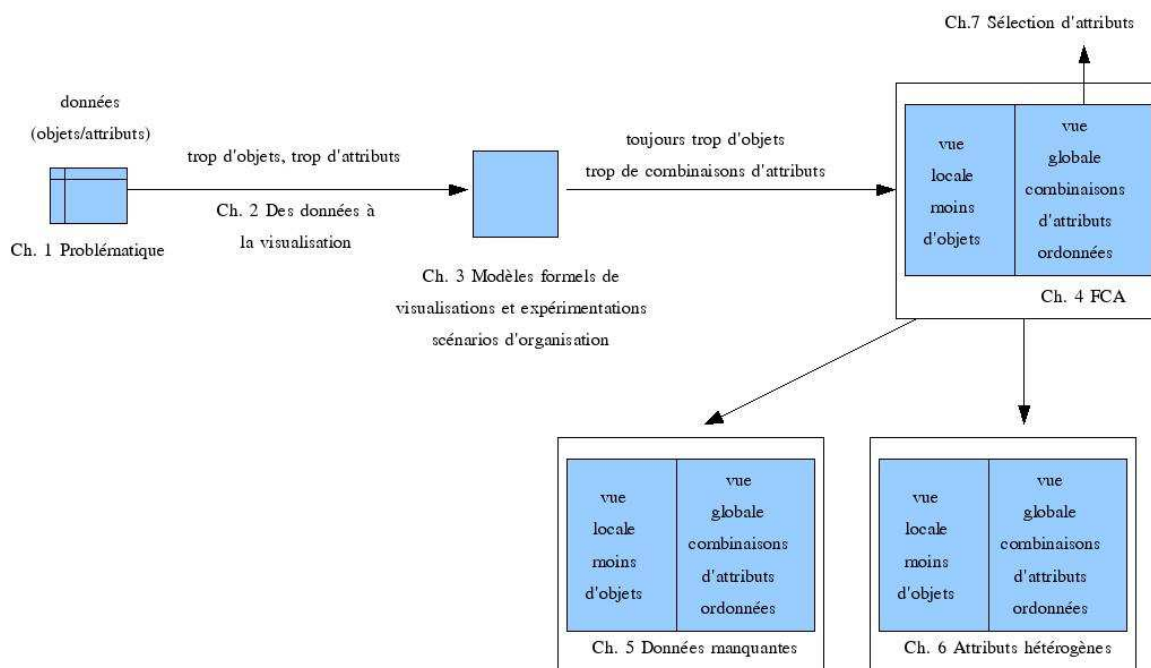 Ch.7 Sélection d'attributs
données
(objets/attributs)
trop d'objets, trop d'attributs
Ch. 2 Des données à
la visualisation
Ch. 1 Problématique
toujours trop d'objets
trop de combinaisons d'attributs
Ch. 3 Modèles formels de
visualisations et expérimentations
scénarios d'organisation
vue
locale
moins
d'objets
vue
globale
combinaisons
d'attributs
ordonnées
Ch. 4 FCA
vue
locale
moins
d'objets
vue
globale
combinaisons
d'attributs
ordonnées
Ch. 5 Données manquantes
vue
locale
moins
d'objets
vue
globale
combinaisons
d'attributs
ordonnées
Ch. 6 Attributs hétérogènes